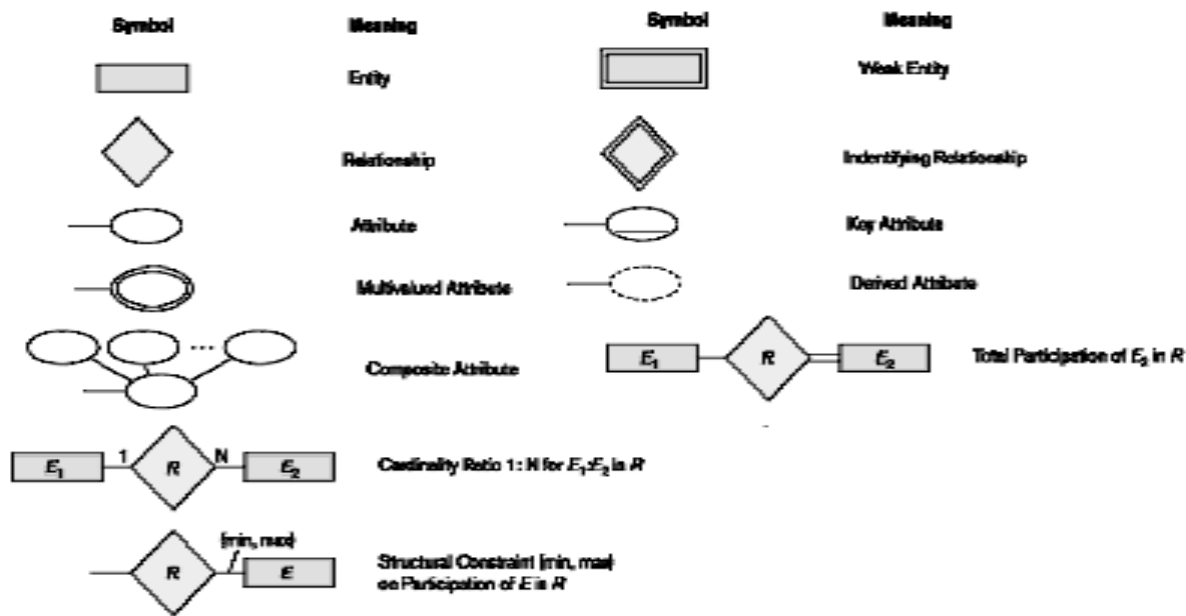 Symbol Meaning
Entity
Relationship
Attribute
Multivalued Attribute
...
Composite Attribute
E1 1 R N E2
Cardinality Ratio 1: N for E1:E2 in R
(min, max)
R E
Structural Constraint (min, max)
on Participation of E in R
Symbol Meaning
Weak Entity
Indentifying Relationship
Key Attribute
Derived Attribute
E1 R E2
Total Participation of E2 in R